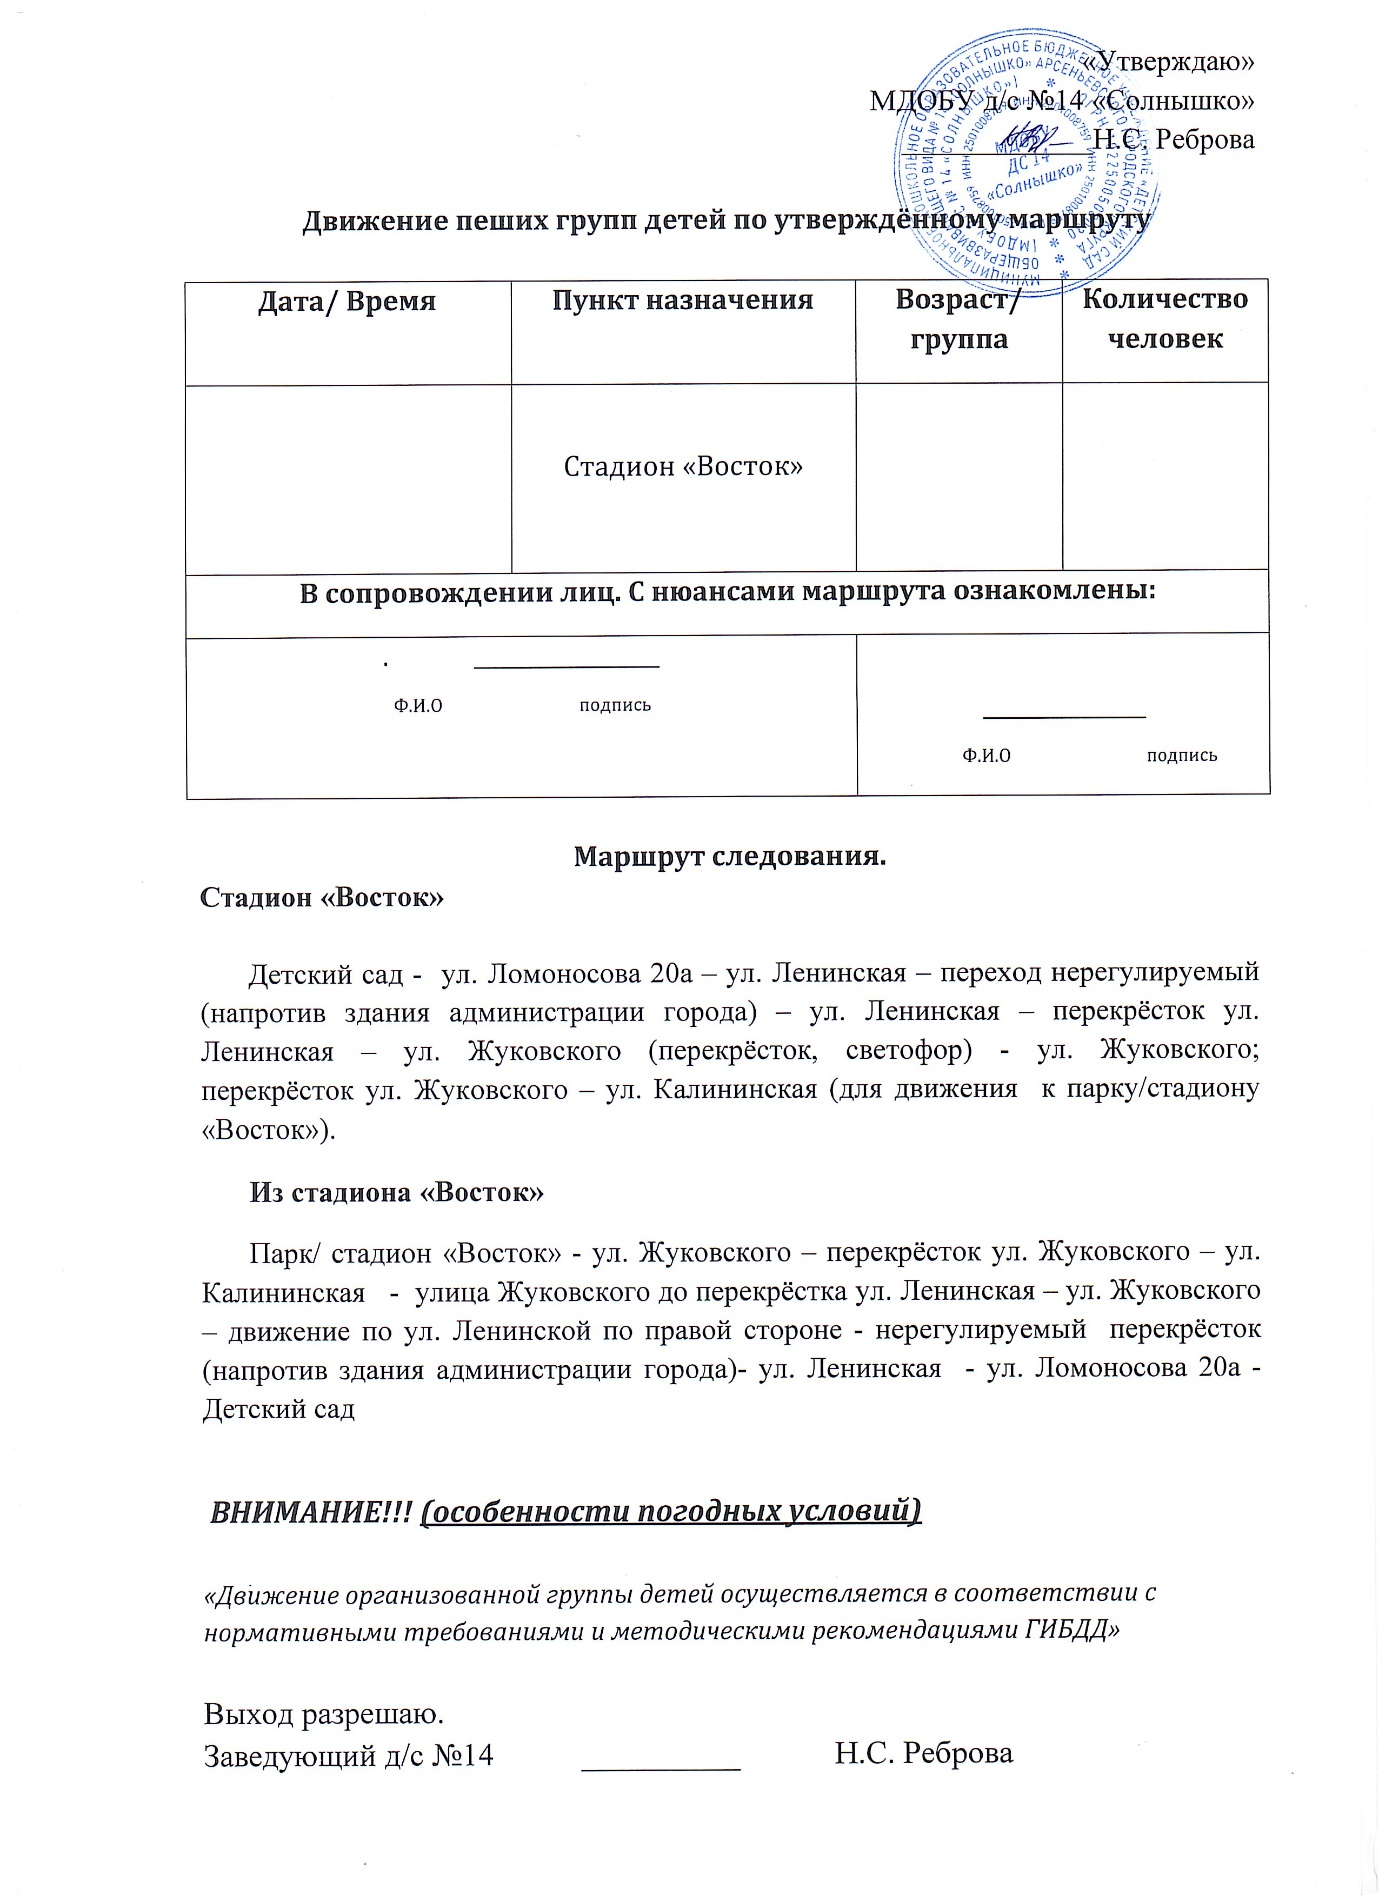 «Утверждаю»
МДОБУ д/с №14 «Солнышко»
Н.С. Реброва
МДОБУ
ДС 14
«Солнышко»
Движение пеших групп детей по утверждённому маршруту
Дата/ Время
Пункт назначения
Возраст/
группа
Количество
человек
Стадион «Восток»
В сопровождении лиц. С нюансами маршрута ознакомлены:
Ф.И.О подпись
Ф.И.О подпись
Маршрут следования.
Стадион «Восток»
Детский сад - ул. Ломоносова 20а – ул. Ленинская – переход нерегулируемый
(напротив здания администрации города) – ул. Ленинская – перекрёсток ул.
Ленинская – ул. Жуковского (перекрёсток, светофор) - ул. Жуковского;
перекрёсток ул. Жуковского – ул. Калининская (для движения к парку/стадиону
«Восток»).
Из стадиона «Восток»
Парк/ стадион «Восток» - ул. Жуковского – перекрёсток ул. Жуковского – ул.
Калининская - улица Жуковского до перекрёстка ул. Ленинская – ул. Жуковского
– движение по ул. Ленинской по правой стороне - нерегулируемый перекрёсток
(напротив здания администрации города)- ул. Ленинская - ул. Ломоносова 20а -
Детский сад
ВНИМАНИЕ!!! (особенности погодных условий)
«Движение организованной группы детей осуществляется в соответствии с
нормативными требованиями и методическими рекомендациями ГИБДД»
Выход разрешаю.
Заведующий д/с №14 Н.С. Реброва